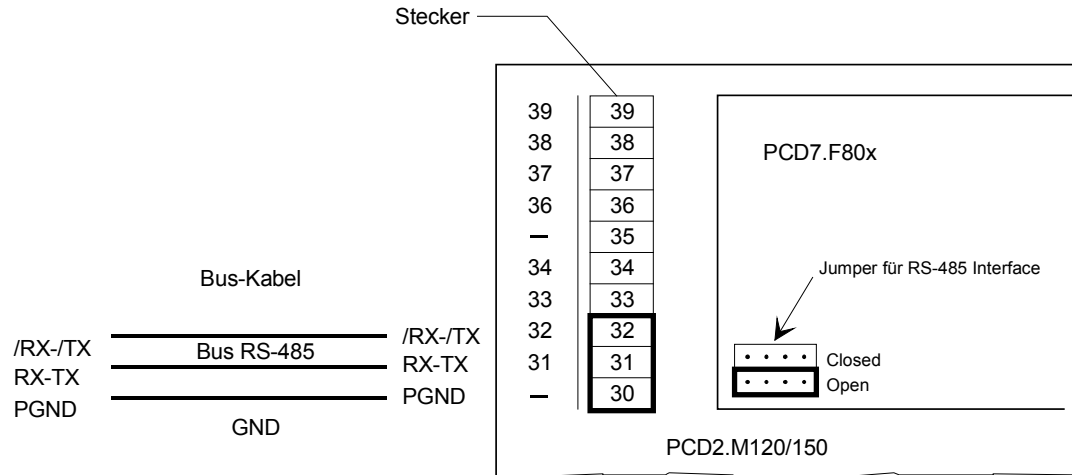 Stecker
39 39
38 38
37 37
36 36
— 35
34 34
33 33
32 32
31 31
— 30
PCD7.F80x
Jumper für RS-485 Interface
Closed
Open
PCD2.M120/150
Bus-Kabel
/RX-/TX /RX-/TX
Bus RS-485
RX-TX RX-TX
PGND PGND
GND